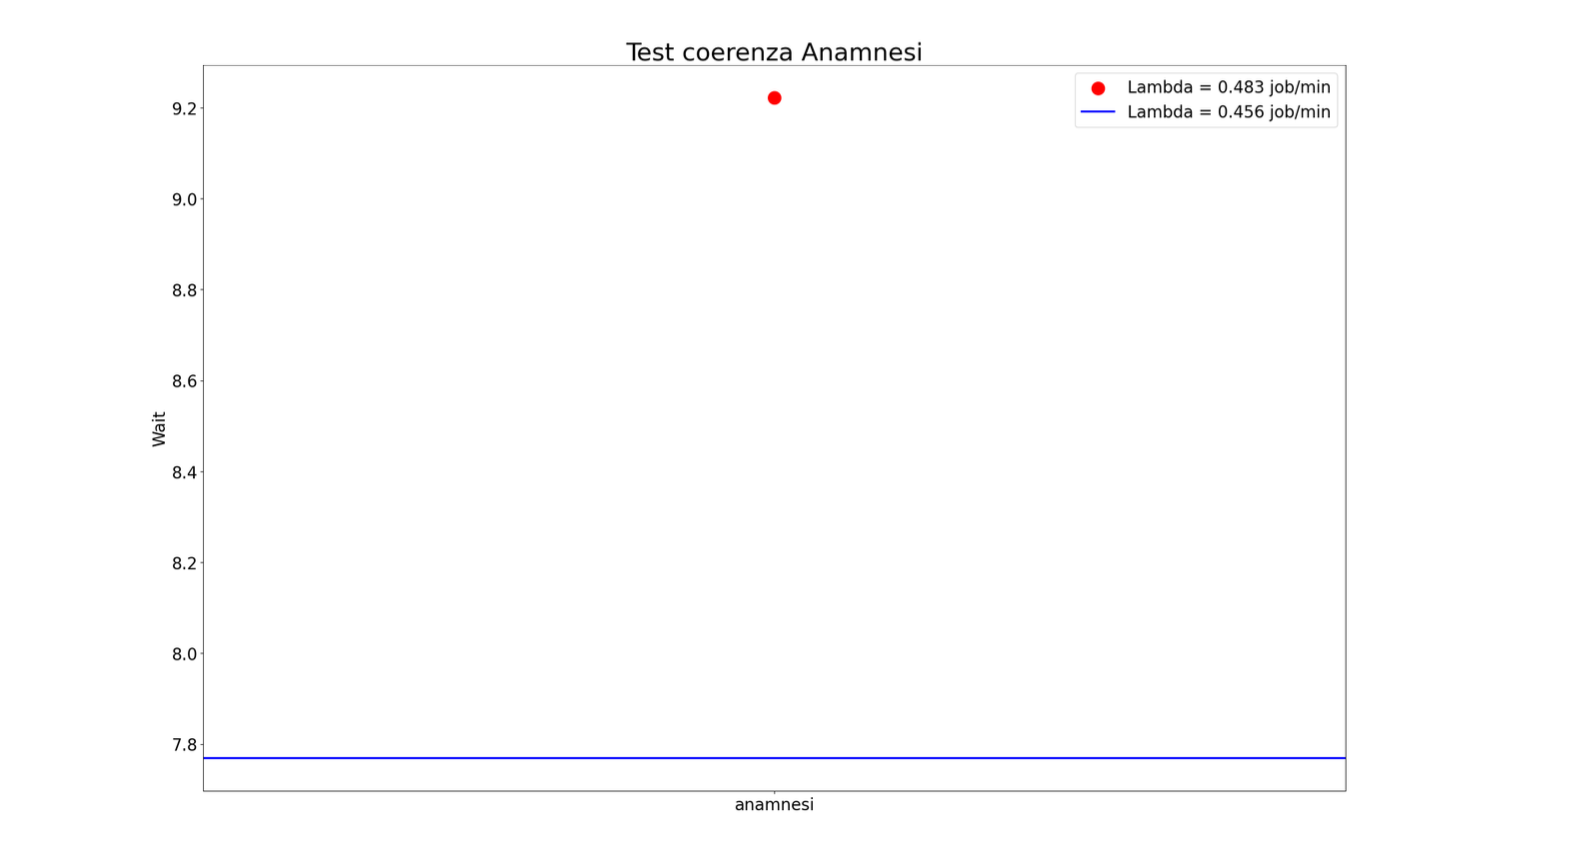 Test coerenza Anamnesi
Lambda = 0.483 job/min
Lambda = 0.456 job/min
9.2
9.0
8.8
8.6
8.4
8.2
8.0
7.8
Wait
anamnesi